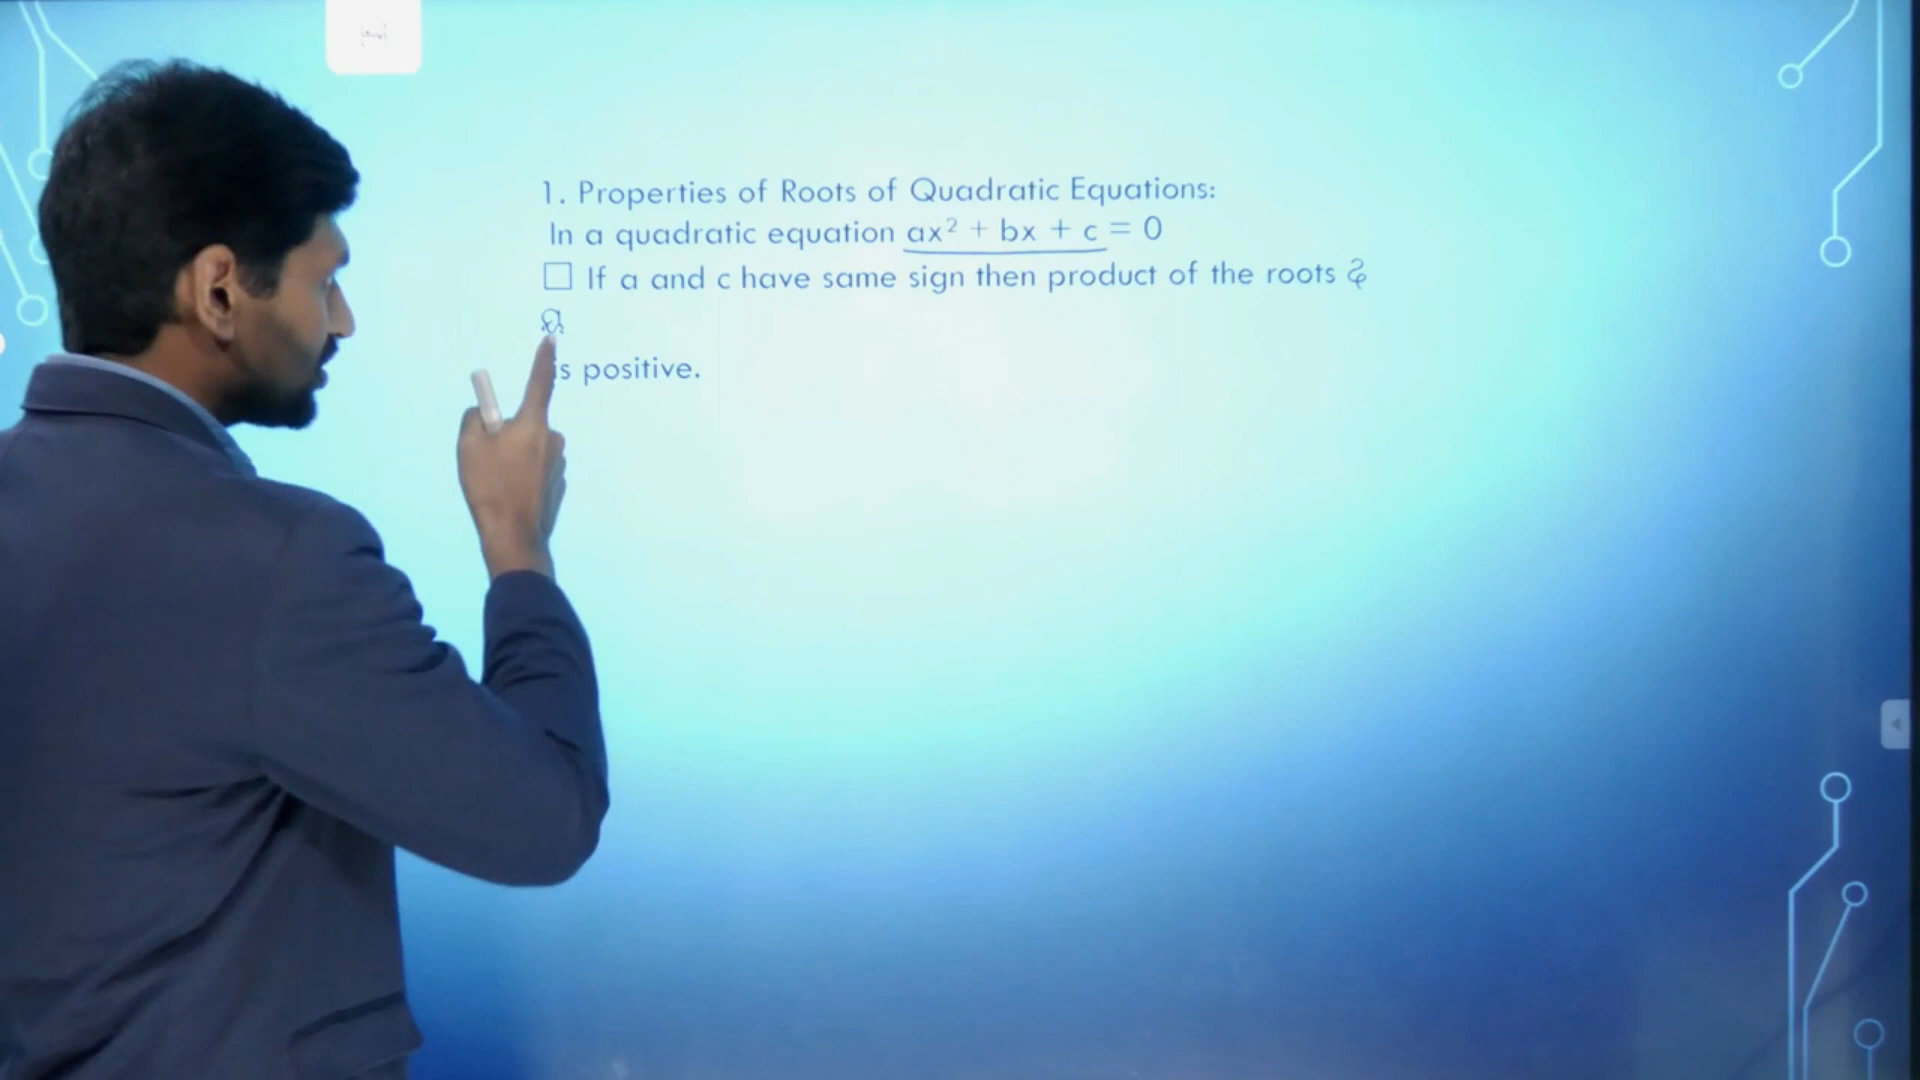 1. Properties of Roots of Quadratic Equations:
In a quadratic equation ax² + bx + c = 0
☐ If a and c have same sign then product of the roots
is positive.